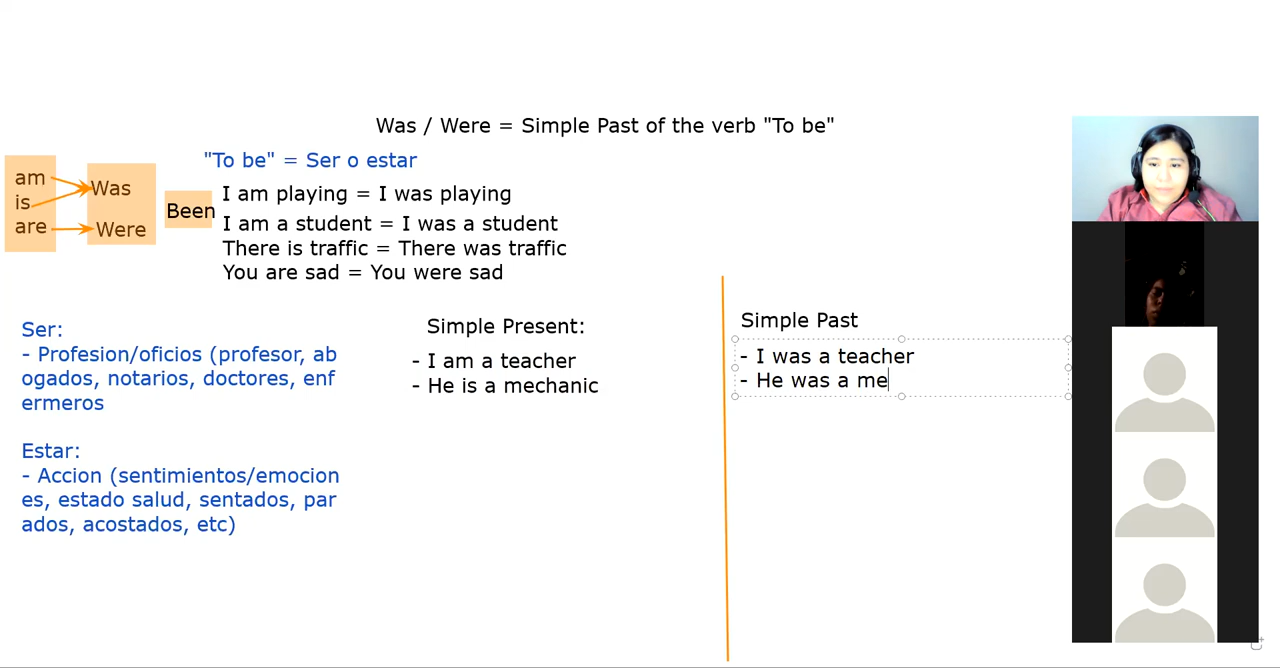 Was / Were = Simple Past of the verb "To be"
"To be" = Ser o estar
am
is
are
Was
Were
Been
I am playing = I was playing
I am a student = I was a student
There is traffic = There was traffic
You are sad = You were sad
Ser:
- Profesion/oficios (profesor, ab
ogados, notarios, doctores, enf
ermeros
Estar:
- Accion (sentimientos/emocion
es, estado salud, sentados, par
ados, acostados, etc)
Simple Present:
- I am a teacher
- He is a mechanic
Simple Past
- I was a teacher
- He was a me